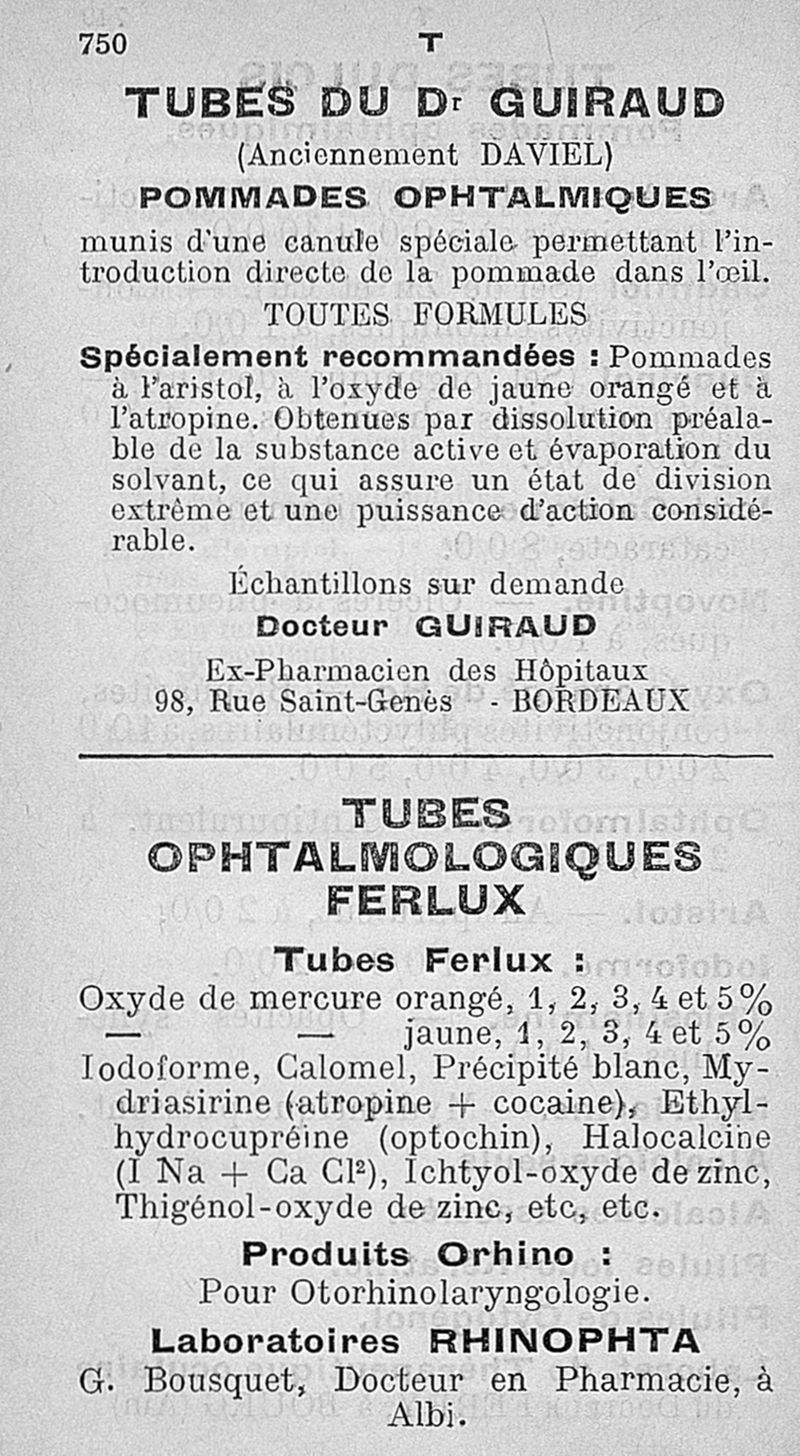 750 T
TUBES DU Dr GUIRAUD
(Anciennement DAVIEL)
POMMADES OPHTALMIQUES
munis d'une canule spéciale permettant l'in-
troduction directe de la pommade dans l'œil.
TOUTES FORMULES
Spécialement recommandées : Pommades
à l'aristol, à l'oxyde de jaune orangé et à
l'atropine. Obtenues par dissolution préala-
ble de la substance active et évaporation du
solvant, ce qui assure un état de division
extrême et une puissance d'action considé-
rable.
Échantillons sur demande
Docteur GUIRAUD
Ex-Pharmacien des Hôpitaux
98, Rue Saint-Genès - BORDEAUX
TUBES
OPHTALMOLOGIQUES
FERLUX
Tubes Ferlux :
Oxyde de mercure orangé, 1, 2, 3, 4 et 5%
— — jaune, 1, 2, 3, 4 et 5%
Iodoforme, Calomel, Précipité blanc, My-
driasirine (atropine + cocaine), Ethyl-
hydrocupréine (optochin), Halocalcine
(I Na + Ca Cl²), Ichtyol-oxyde de zinc,
Thigénol-oxyde de zinc, etc, etc.
Produits Orhino :
Pour Otorhinolaryngologie.
Laboratoires RHINOPHTA
G. Bousquet, Docteur en Pharmacie, à
Albi.